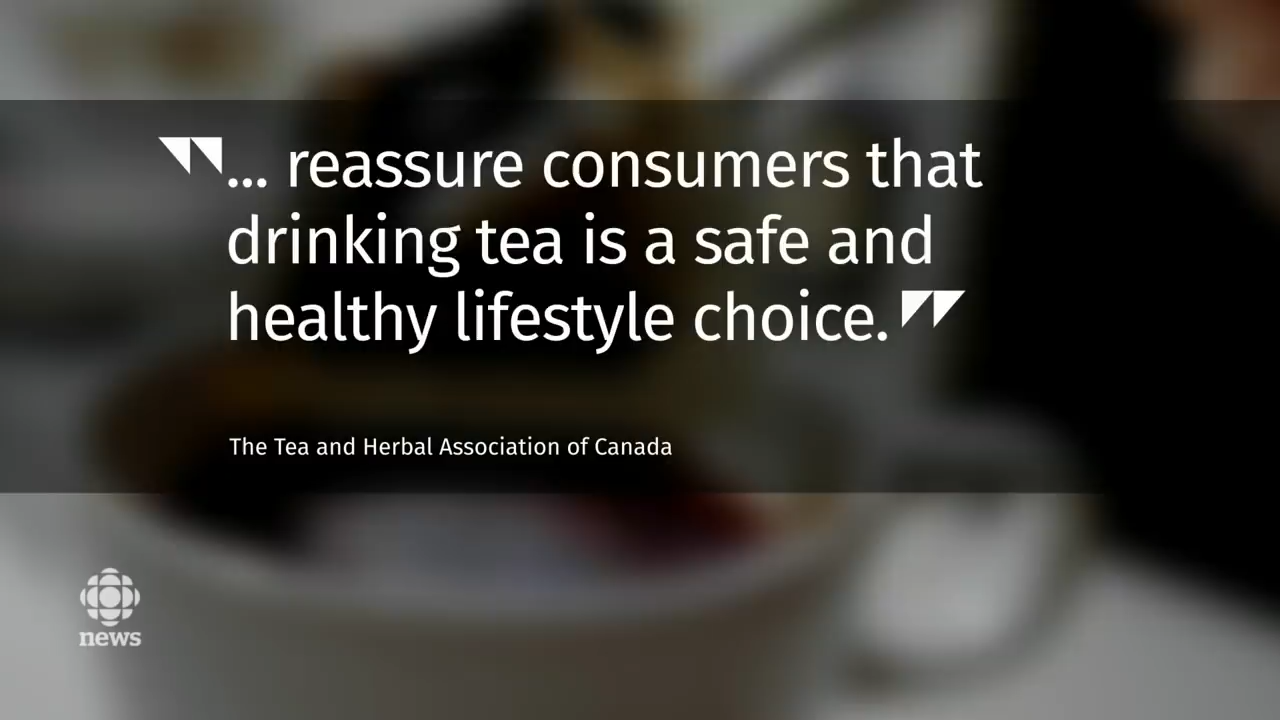 "... reassure consumers that
drinking tea is a safe and
healthy lifestyle choice."
The Tea and Herbal Association of Canada
news